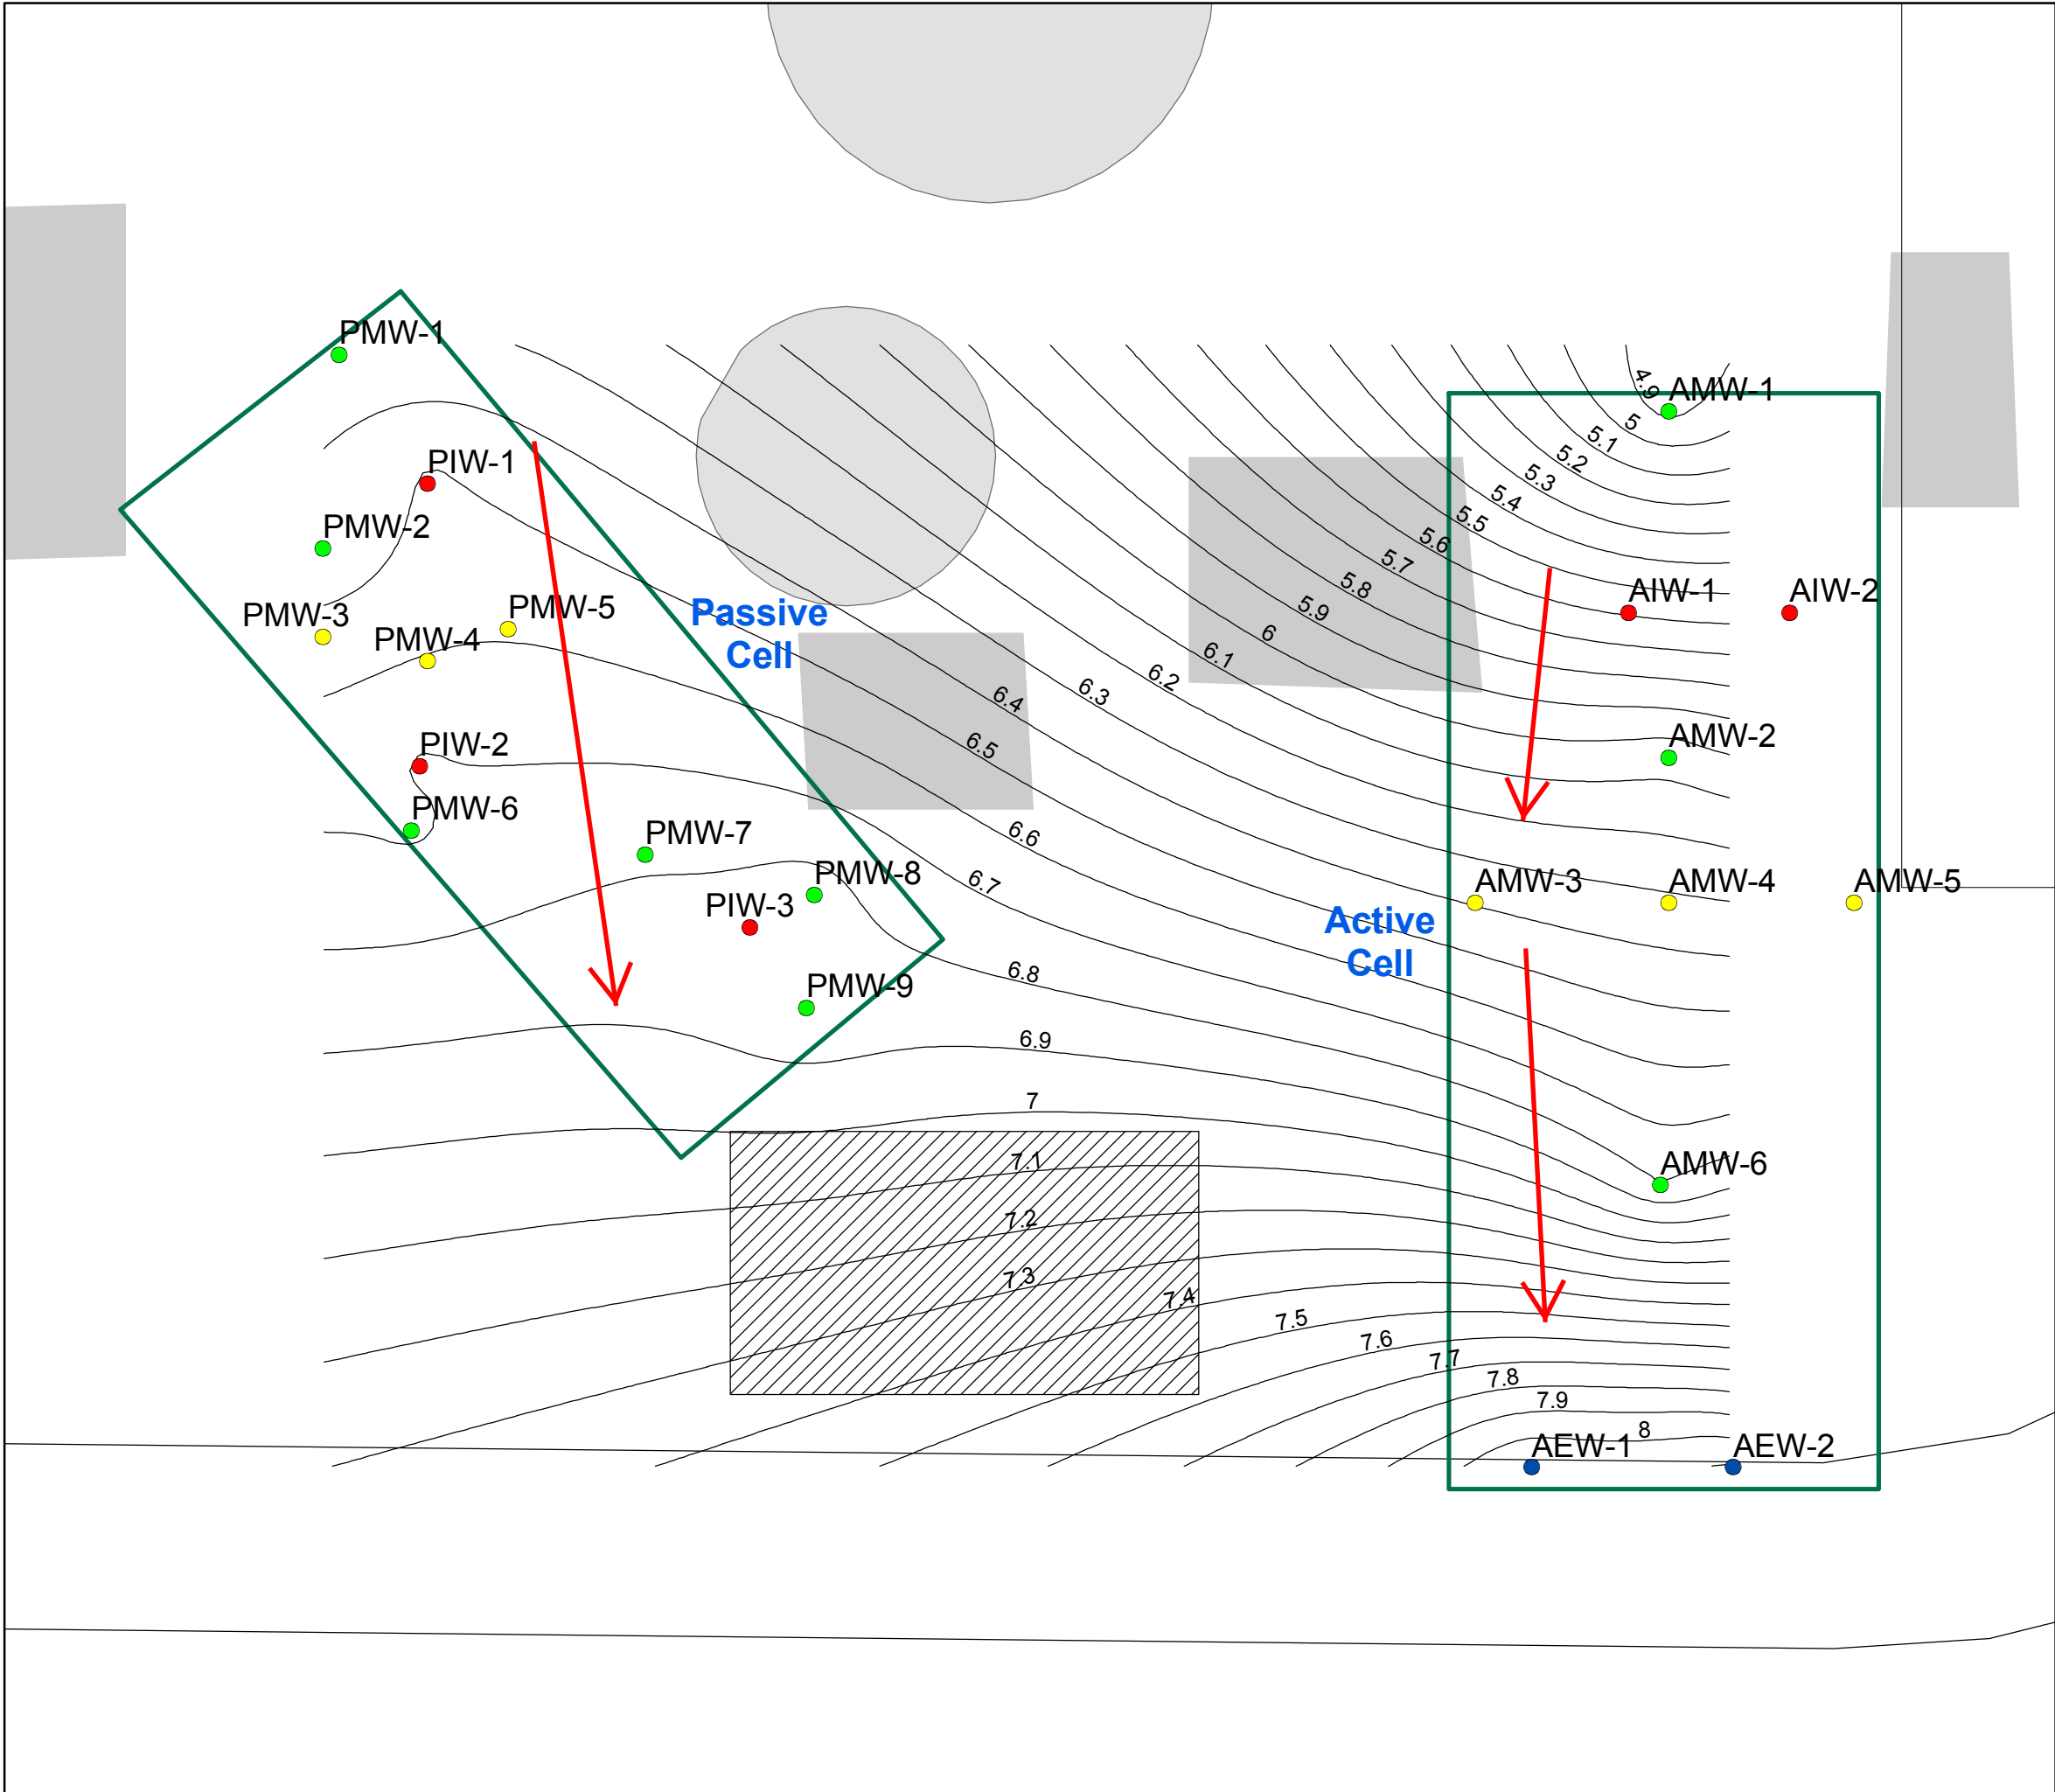 PMW-1
4.9
AMW-1
5
5.1
PIW-1
5.2
5.3
5.4
5.5
PMW-2
5.6
5.7
5.8
AIW-1
AIW-2
5.9
PMW-3
PMW-5
Passive
Cell
PMW-4
6
6.1
6.2
6.3
6.4
PIW-2
6.5
AMW-2
PMW-6
PMW-7
6.6
PMW-8
6.7
AMW-3
AMW-4
AMW-5
PIW-3
Active
Cell
6.8
PMW-9
6.9
7
7.1
AMW-6
7.2
7.3
7.4
7.5
7.6
7.7
7.8
7.9
8
AEW-1
AEW-2